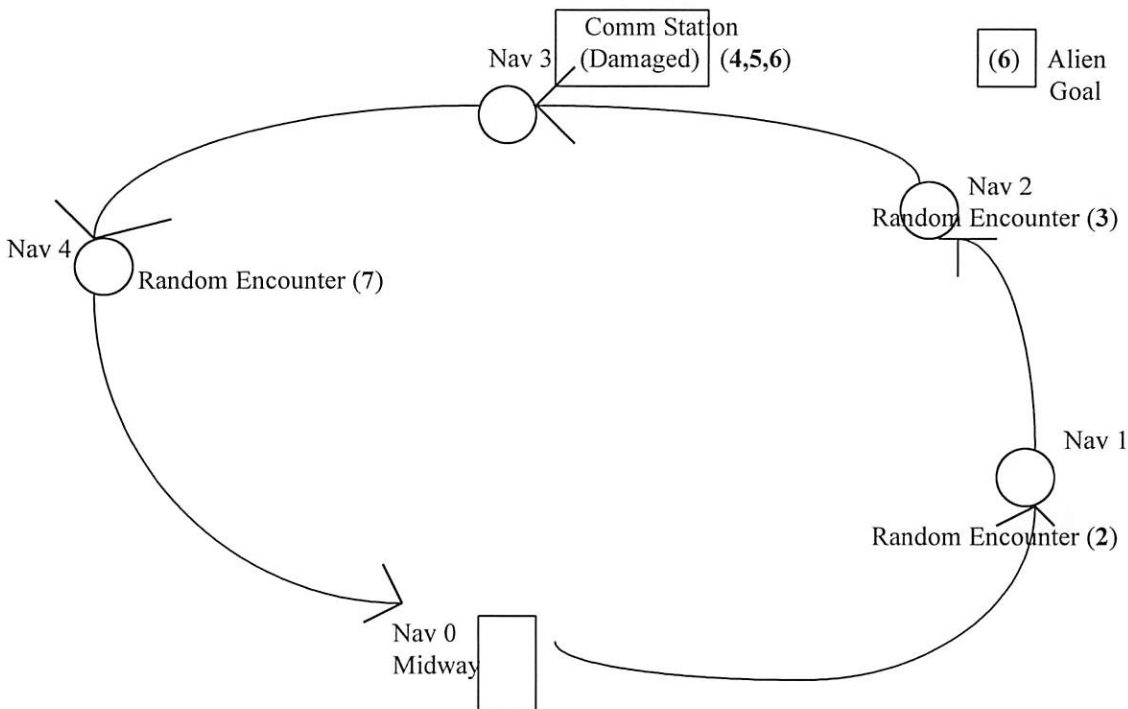 Comm Station
Nav 3 (Damaged) (4,5,6)
(6) Alien
Goal
Nav 2
Random Encounter (3)
Nav 4
Random Encounter (7)
Nav 1
Random Encounter (2)
Nav 0
Midway